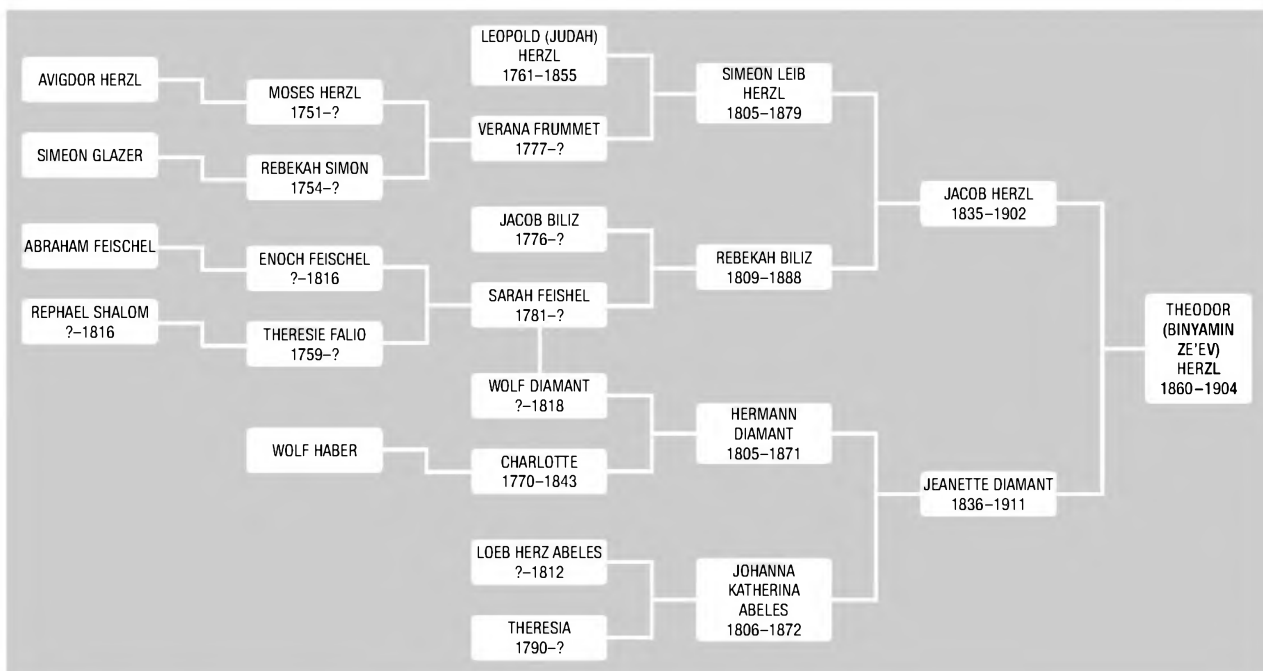 AVIGDOR HERZL
SIMEON GLAZER
ABRAHAM FEISCHEL
REPHAEL SHALOM
?–1816
MOSES HERZL
1751–?
REBEKAH SIMON
1754–?
ENOCH FEISCHEL
?–1816
THERESIE FALIO
1759–?
WOLF HABER
LEOPOLD (JUDAH)
HERZL
1761–1855
VERANA FRUMMET
1777–?
JACOB BILIZ
1776–?
SARAH FEISHEL
1781–?
WOLF DIAMANT
?–1818
CHARLOTTE
1770–1843
LOEB HERZ ABELES
?–1812
THERESIA
1790–?
SIMEON LEIB
HERZL
1805–1879
REBEKAH BILIZ
1809–1888
HERMANN
DIAMANT
1805–1871
JOHANNA
KATHERINA
ABELES
1806–1872
JACOB HERZL
1835–1902
JEANETTE DIAMANT
1836–1911
THEODOR
(BINYAMIN
ZE'EV)
HERZL
1860–1904